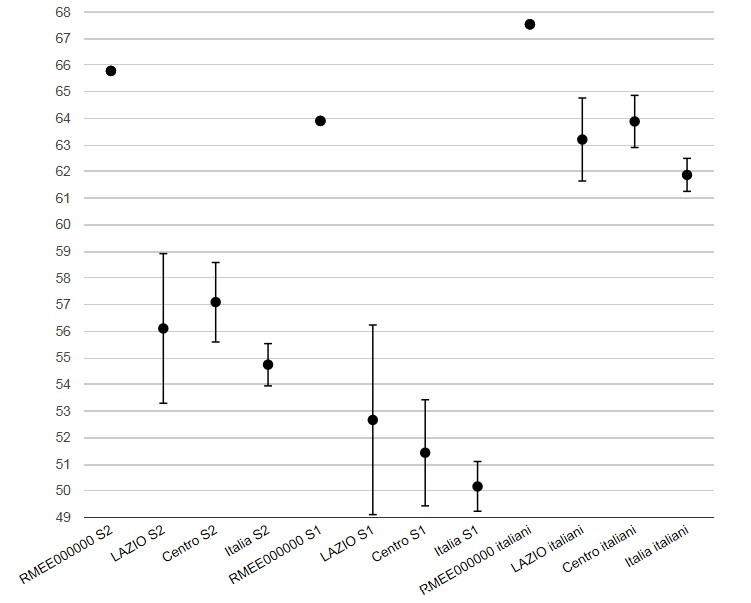 68
67
66
65
64
63
62
61
60
59
58
57
56
55
54
53
52
51
50
49
RMEE000000 S2
LAZIO S2
Centro S2
Italia S2
RMEE000000 S1
LAZIO S1
Centro S1
Italia S1
RMEE000000 italiani
LAZIO italiani
Centro italiani
Italia italiani